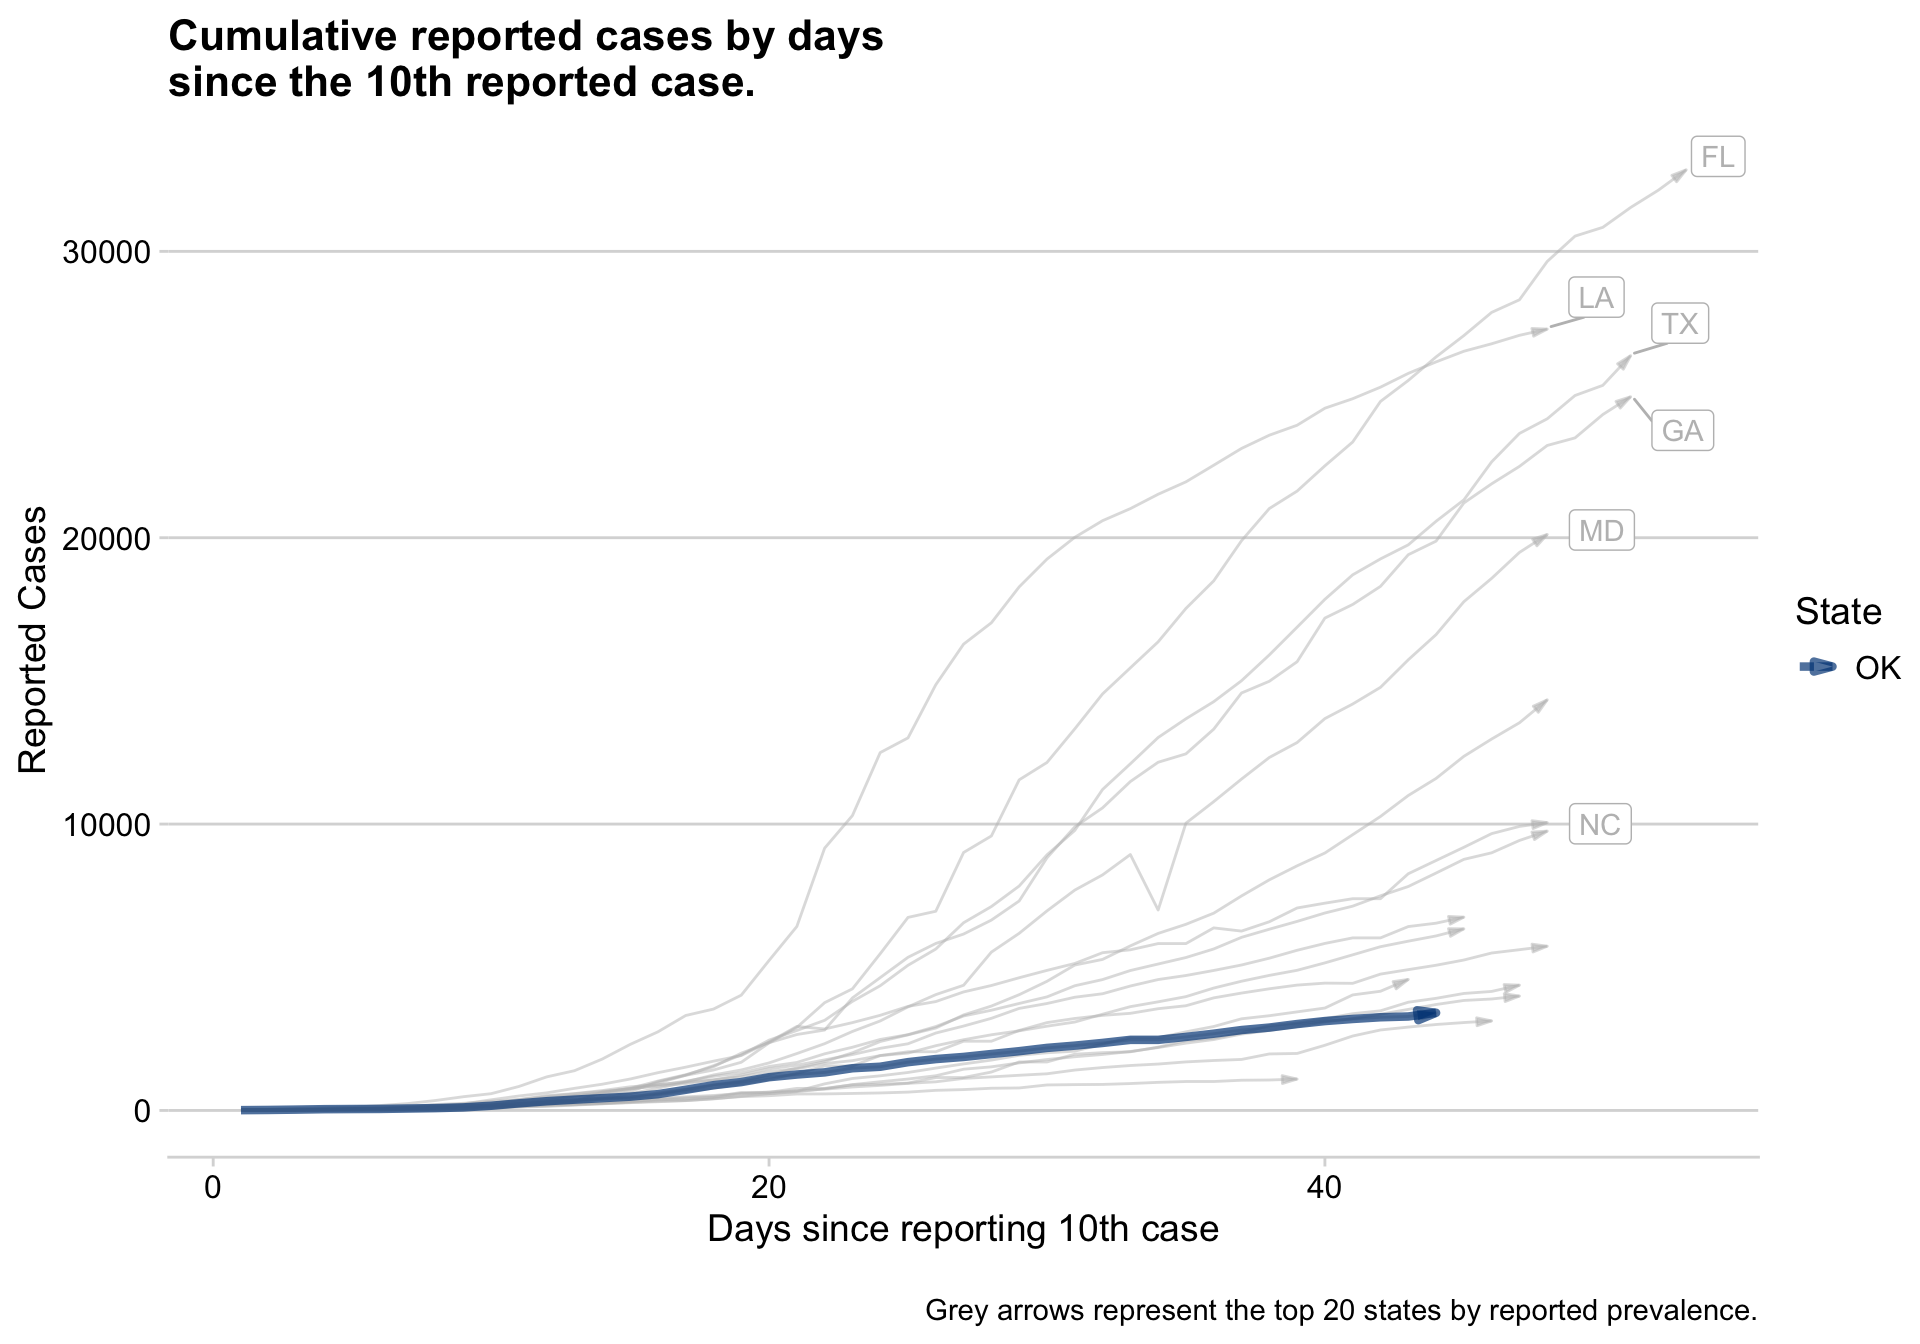 Cumulative reported cases by days
since the 10th reported case.
FL
30000
LA
TX
GA
Reported Cases
20000
MD
State
OK
10000
NC
0
0 20 40
Days since reporting 10th case
Grey arrows represent the top 20 states by reported prevalence.